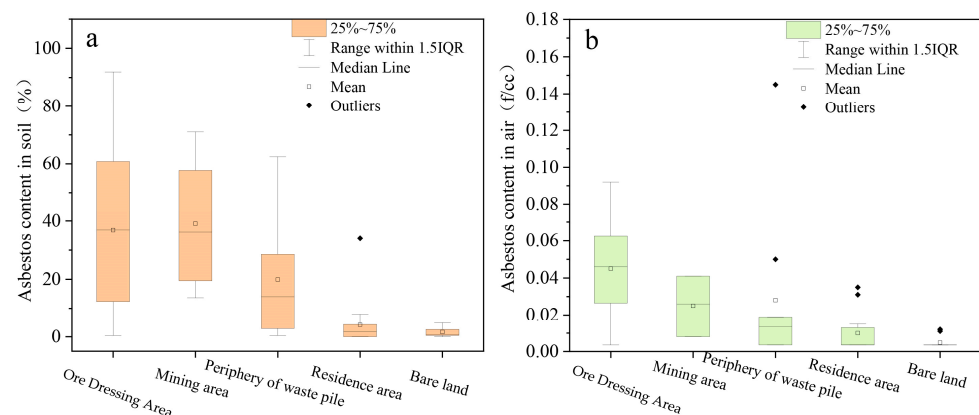 a
25%~75%
Range within 1.5IQR
Median Line
Mean
Outliers
100
80
60
40
20
0
Asbestos content in soil（%）
Ore Dressing Area
Mining area
Periphery of waste pile
Residence area
Bare land
b
25%~75%
Range within 1.5IQR
Median Line
Mean
Outliers
0.18
0.16
0.14
0.12
0.10
0.08
0.06
0.04
0.02
0.00
Asbestos content in air（f/cc）
Ore Dressing Area
Mining area
Periphery of waste pile
Residence area
Bare land